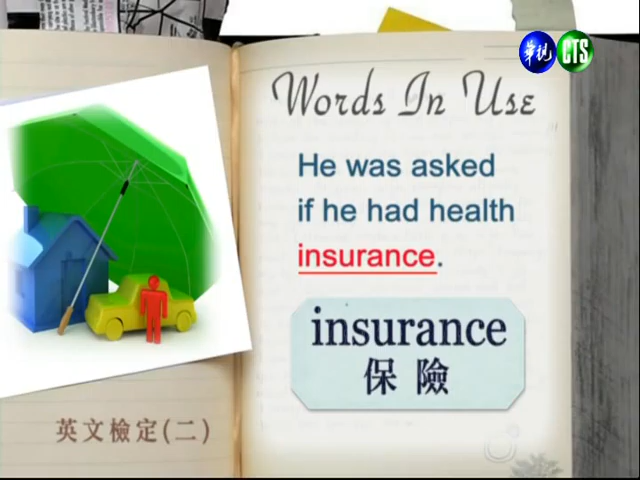 華視 CTS
Words In Use
He was asked
if he had health
insurance.
insurance
保險
英文檢定(二)